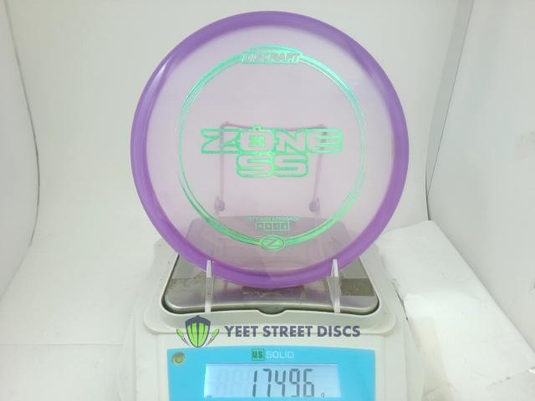 DISCRAFT
ZONE
SS
Z
YEET STREET DISCS
U.S SOLID
174.96